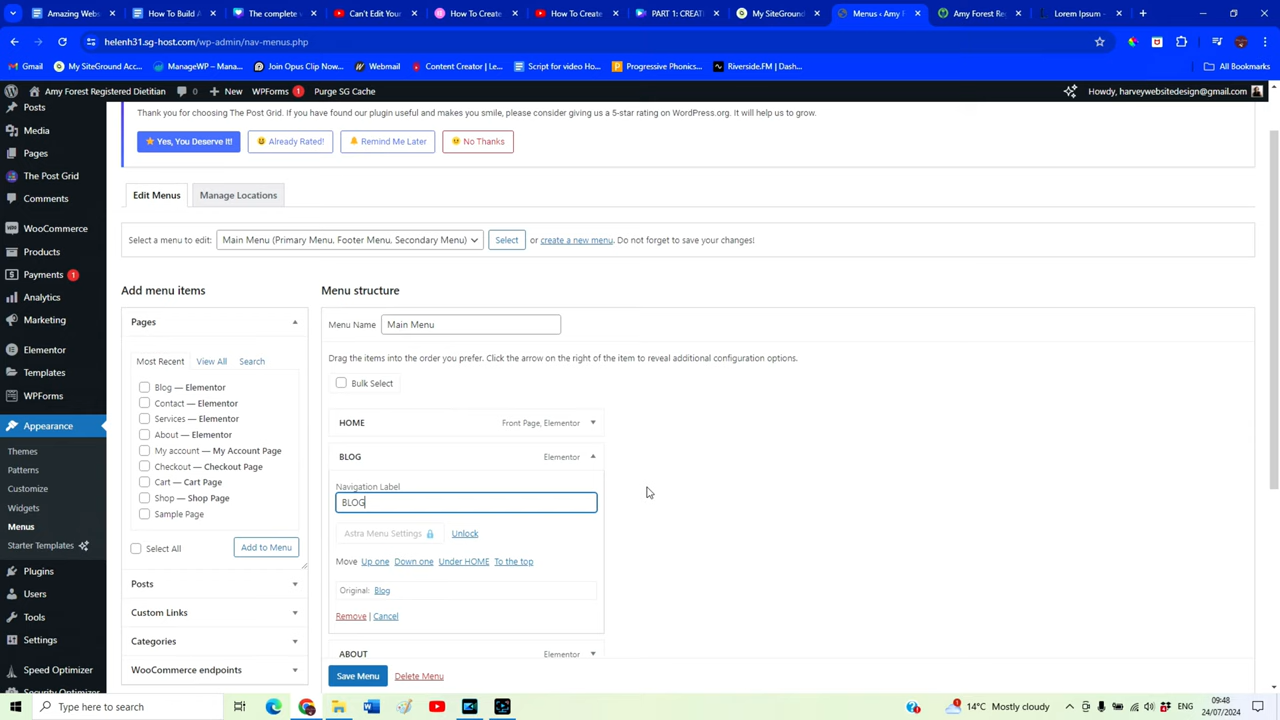 Amazing Webs
How To Build A
The complete v
Can't Edit Your
How To Create
How To Create
PART 1: CREAT
My SiteGround
Menus ‹ Amy F
Amy Forest Re
Lorem Ipsum -
helenh31.sg-host.com/wp-admin/nav-menus.php
Gmail
My SiteGround Acc...
ManageWP – Mana...
Join Opus Clip Now...
Webmail
Content Creator | Le...
Script for video Ho...
Progressive Phonics...
Riverside.FM | Dash...
All Bookmarks
Amy Forest Registered Dietitian
0
New
WPForms 1
Purge SG Cache
Howdy, harveywebsitedesign@gmail.com
Posts
Media
Pages
The Post Grid
Comments
WooCommerce
Products
Payments 1
Analytics
Marketing
Elementor
Templates
WPForms
Appearance
Themes
Patterns
Customize
Widgets
Menus
Starter Templates
Plugins
Users
Tools
Settings
Speed Optimizer
Security Optimizer
Thank you for choosing The Post Grid. If you have found our plugin useful and makes you smile, please consider giving us a 5-star rating on WordPress.org. It will help us to grow.
Yes, You Deserve It!
Already Rated!
Remind Me Later
No Thanks
Edit Menus
Manage Locations
Select a menu to edit:
Main Menu (Primary Menu, Footer Menu, Secondary Menu)
Select
or create a new menu. Do not forget to save your changes!
Add menu items
Pages
Most Recent
View All
Search
Blog — Elementor
Contact — Elementor
Services — Elementor
About — Elementor
My account — My Account Page
Checkout — Checkout Page
Cart — Cart Page
Shop — Shop Page
Sample Page
Select All
Add to Menu
Posts
Custom Links
Categories
WooCommerce endpoints
Menu structure
Menu Name
Main Menu
Drag the items into the order you prefer. Click the arrow on the right of the item to reveal additional configuration options.
Bulk Select
HOME
Front Page, Elementor
BLOG
Elementor
Navigation Label
BLOG
Astra Menu Settings
Unlock
Move Up one Down one Under HOME To the top
Original: Blog
Remove | Cancel
ABOUT
Elementor
Save Menu
Delete Menu
Type here to search
14°C Mostly cloudy
ENG
09:48
24/07/2024